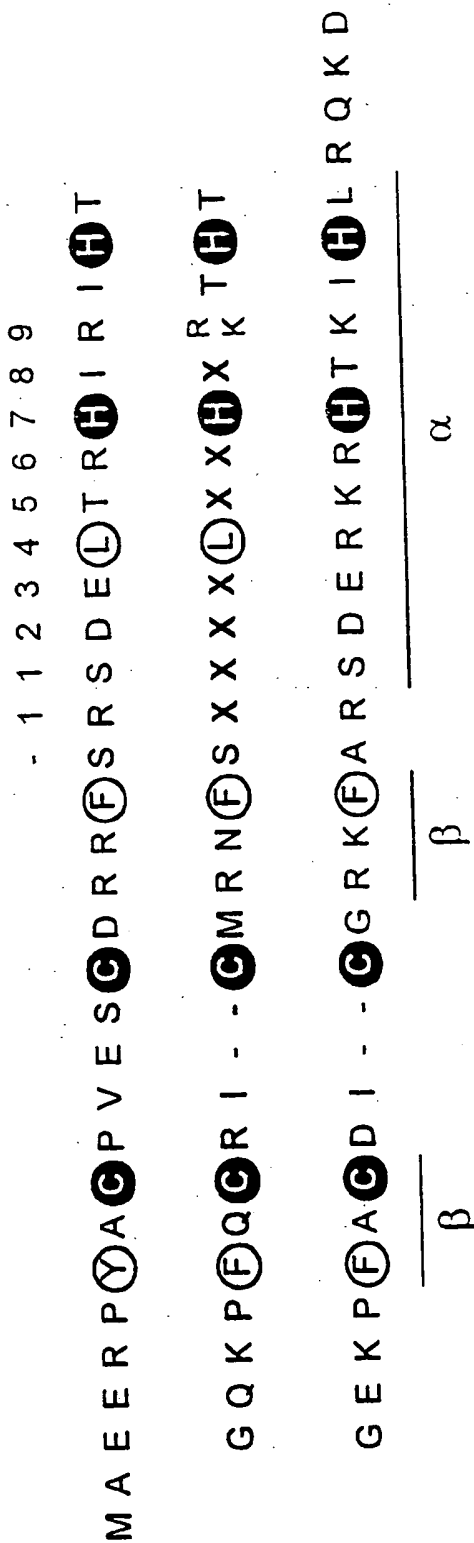 - 1 1 2 3 4 5 6 7 8 9
M A E E R P Y A C P V E S C D R R F S R S D E L T R H I R I H T
R
G Q K P F Q C R I - - C M R N F S X X X X L X X H X K T H T
G E K P F A C D I - - C G R K F A R S D E R K R H T K I H L R Q K D
β β α